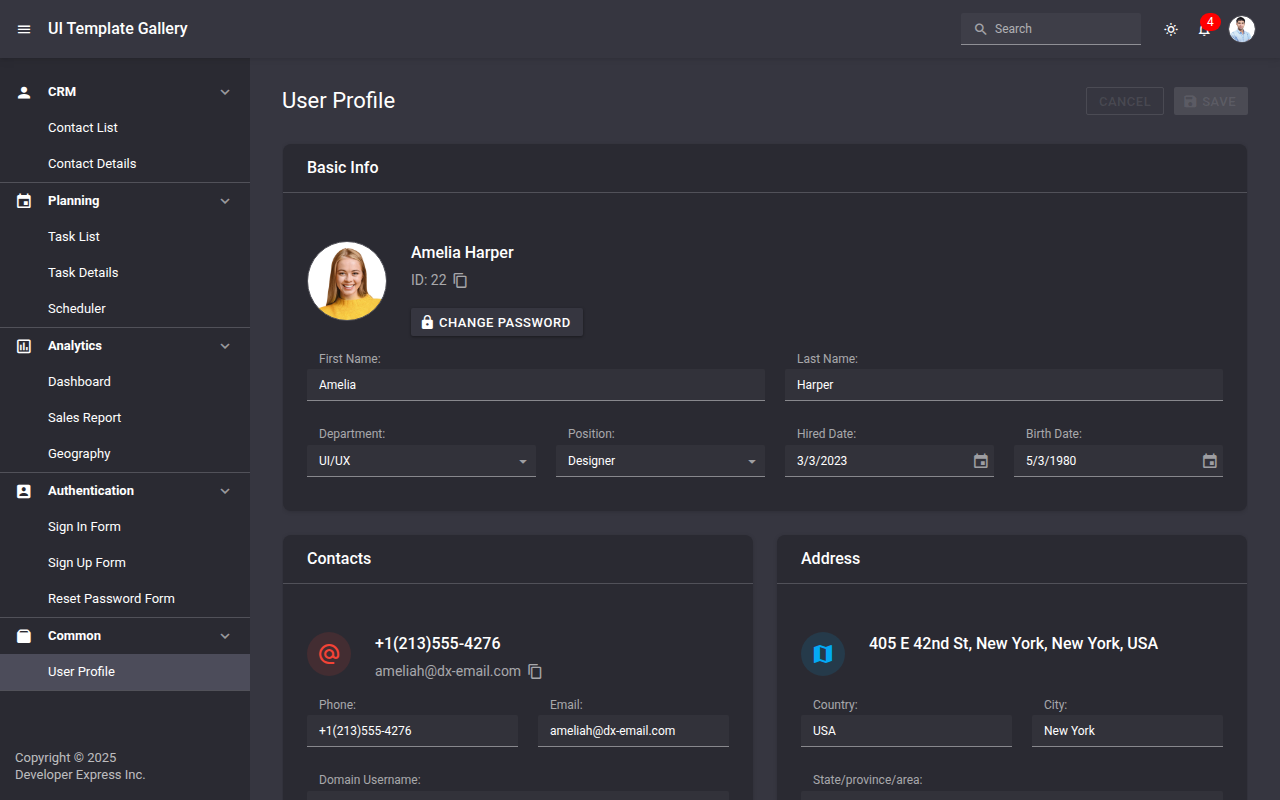 UI Template Gallery
Search
4
CRM
Contact List
Contact Details
Planning
Task List
Task Details
Scheduler
Analytics
Dashboard
Sales Report
Geography
Authentication
Sign In Form
Sign Up Form
Reset Password Form
Common
User Profile
Copyright © 2025
Developer Express Inc.
User Profile
CANCEL
SAVE
Basic Info
Amelia Harper
ID: 22
CHANGE PASSWORD
First Name:
Amelia
Last Name:
Harper
Department:
UI/UX
Position:
Designer
Hired Date:
3/3/2023
Birth Date:
5/3/1980
Contacts
+1(213)555-4276
ameliah@dx-email.com
Phone:
+1(213)555-4276
Email:
ameliah@dx-email.com
Domain Username:
Address
405 E 42nd St, New York, New York, USA
Country:
USA
City:
New York
State/province/area: